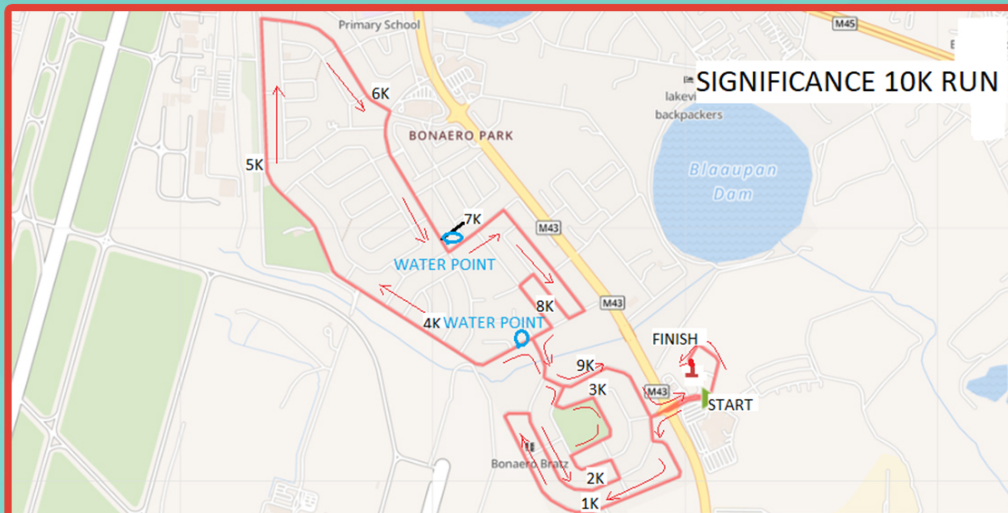 Primary School
M45
SIGNIFICANCE 10K RUN
lakevi
backpackers
6K
BONAERO PARK
Blaaupan
Dam
5K
7K
M43
WATER POINT
8K
M43
4K
WATER POINT
FINISH
9K
3K
M43
START
Bonaero Bratz
2K
1K